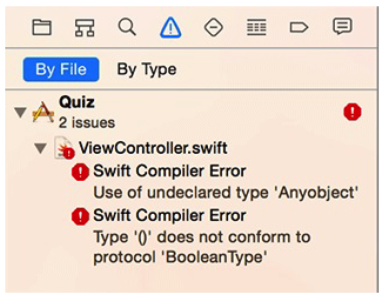 By File By Type
Quiz
2 issues
ViewController.swift
Swift Compiler Error
Use of undeclared type 'Anyobject'
Swift Compiler Error
Type '()' does not conform to
protocol 'BooleanType'